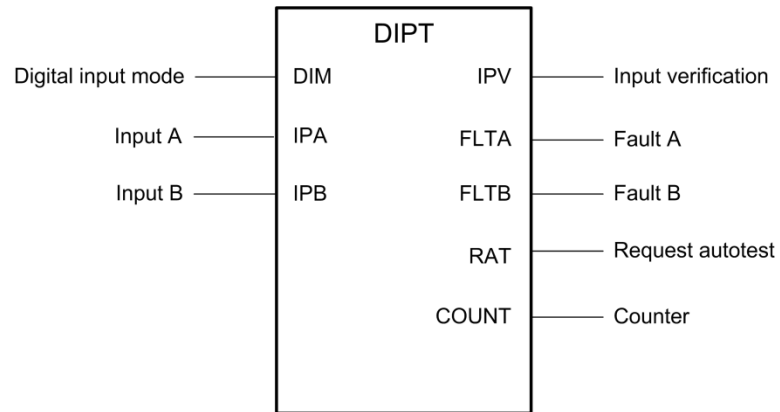 DIPT
Digital input mode DIM IPV Input verification
Input A IPA FLTA Fault A
Input B IPB FLTB Fault B
RAT Request autotest
COUNT Counter